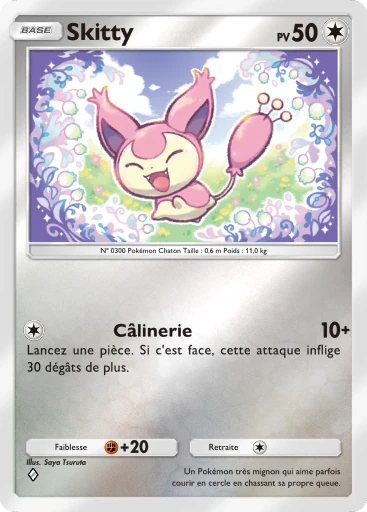 BASE Skitty PV 50
N° 0300 Pokémon Chaton Taille : 0,6 m Poids : 11,0 kg
Câlinerie 10+
Lancez une pièce. Si c'est face, cette attaque inflige
30 dégâts de plus.
Faiblesse +20 Retraite
Illus. Saya Tsuruta
Un Pokémon très mignon qui aime parfois
courir en cercle en chassant sa propre queue.